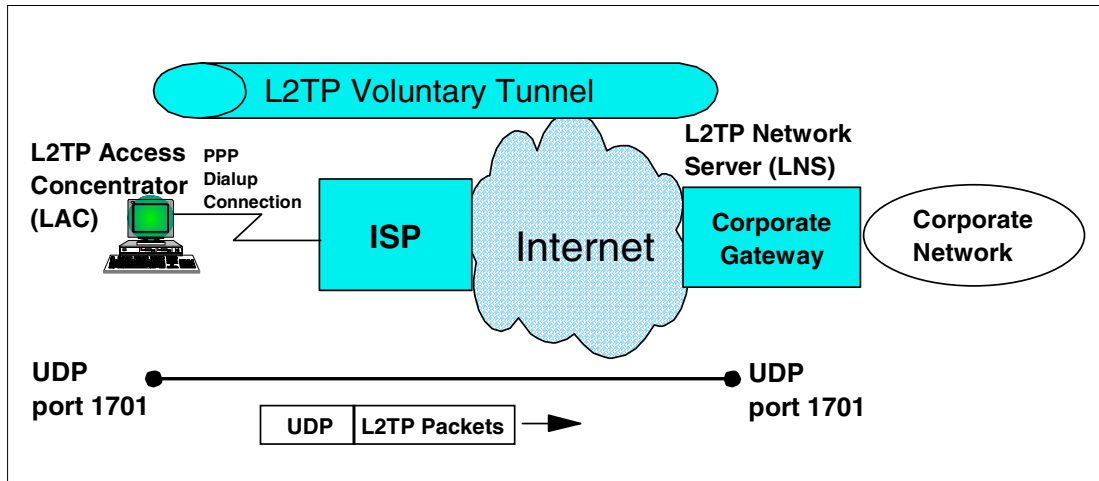 L2TP Voluntary Tunnel
L2TP Access
Concentrator
(LAC)
PPP
Dialup
Connection
ISP
Internet
L2TP Network
Server (LNS)
Corporate
Gateway
Corporate
Network
UDP
port 1701
UDP
port 1701
UDP
L2TP Packets